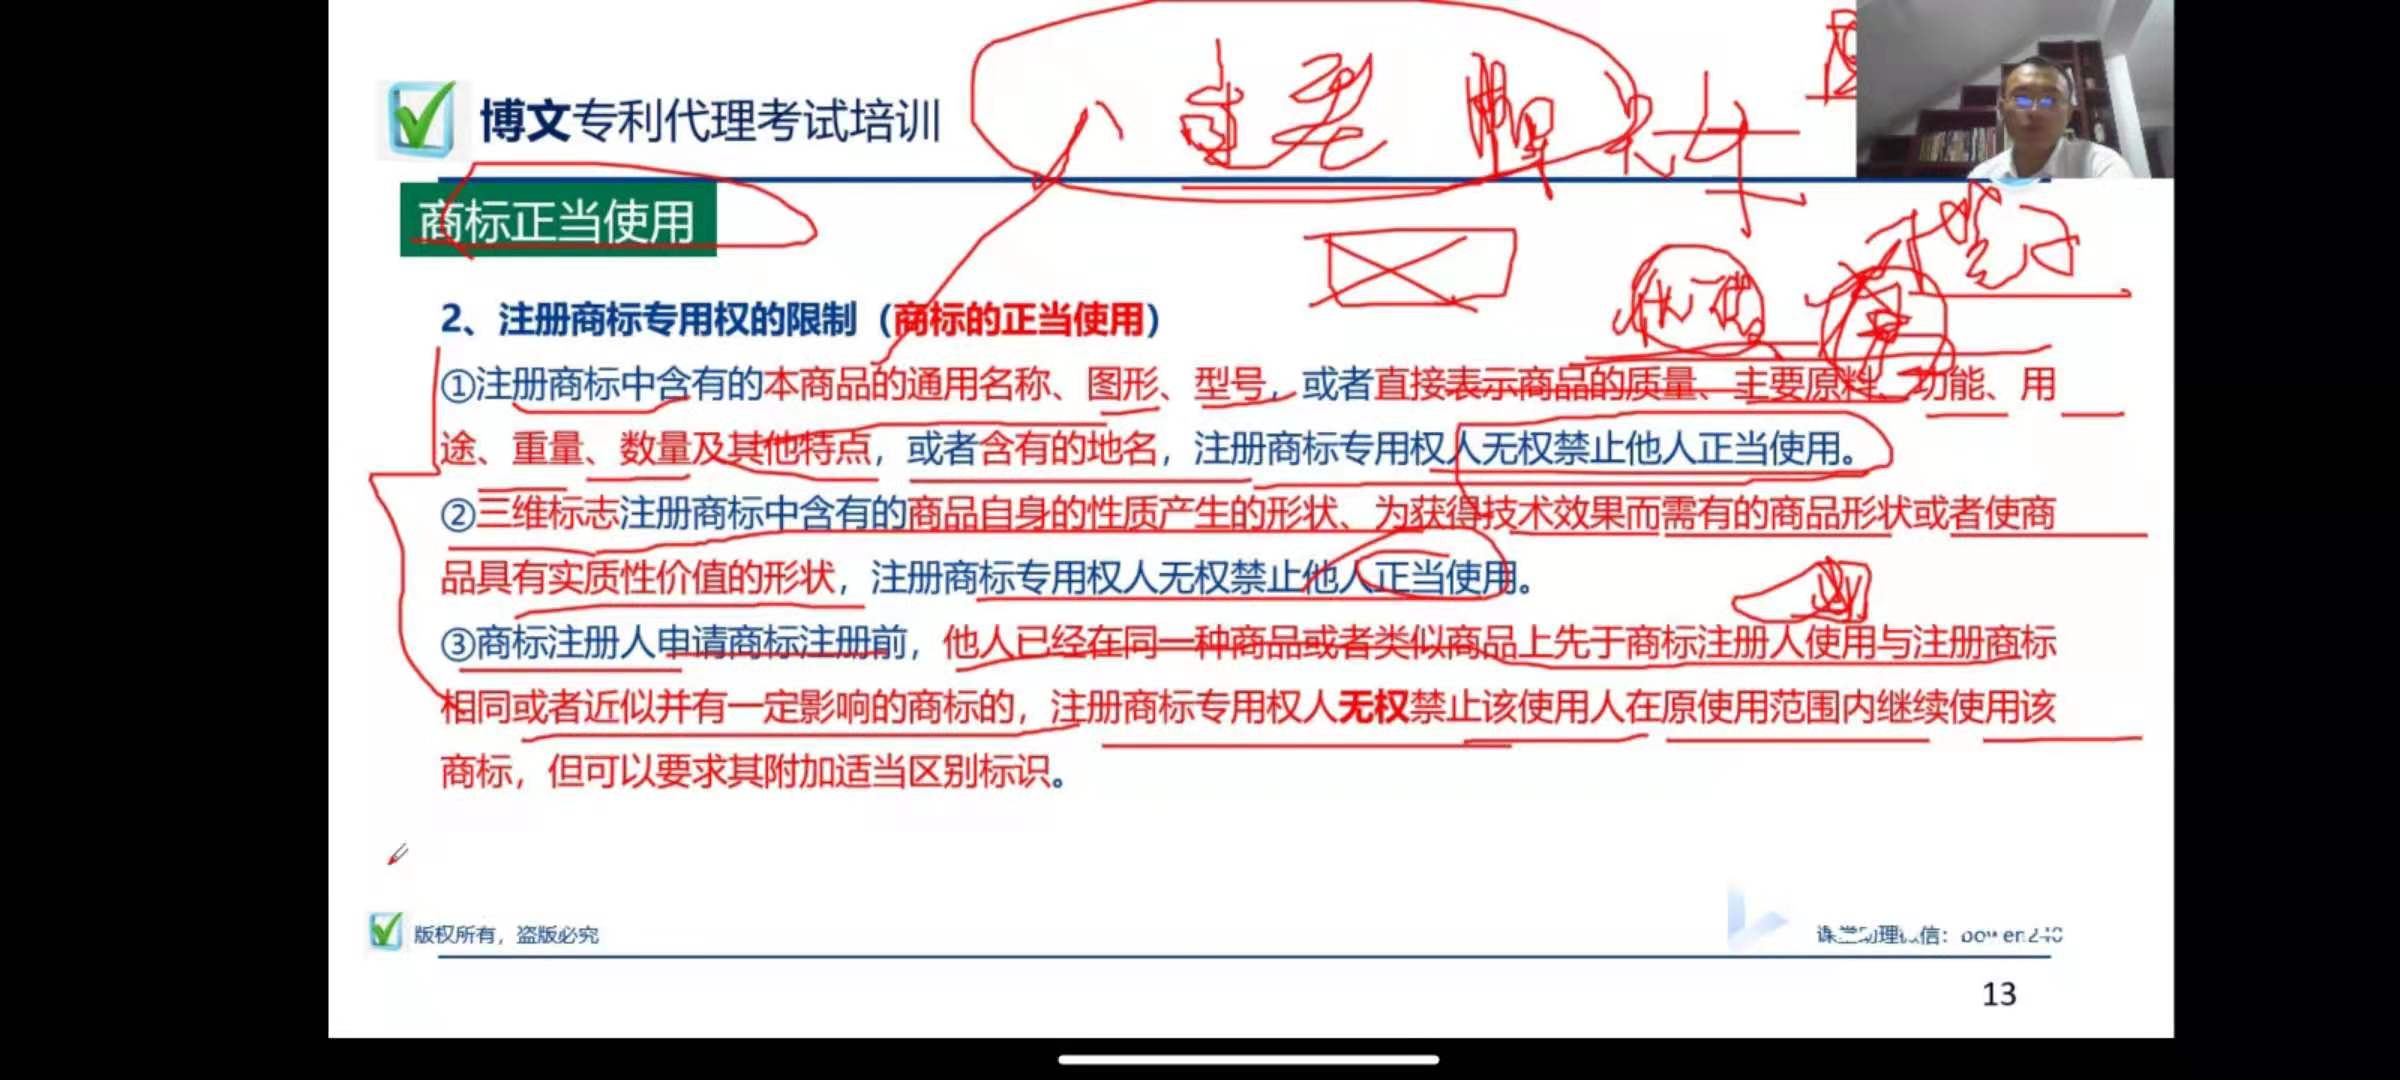 博文专利代理考试培训
商标正当使用
2、注册商标专用权的限制（商标的正当使用）
①注册商标中含有的本商品的通用名称、图形、型号，或者直接表示商品的质量、主要原料、功能、用
途、重量、数量及其他特点，或者含有的地名，注册商标专用权人无权禁止他人正当使用。
②三维标志注册商标中含有的商品自身的性质产生的形状、为获得技术效果而需有的商品形状或者使商
品具有实质性价值的形状，注册商标专用权人无权禁止他人正当使用。
③商标注册人申请商标注册前，他人已经在同一种商品或者类似商品上先于商标注册人使用与注册商标
相同或者近似并有一定影响的商标的，注册商标专用权人无权禁止该使用人在原使用范围内继续使用该
商标，但可以要求其附加适当区别标识。
版权所有，盗版必究
13